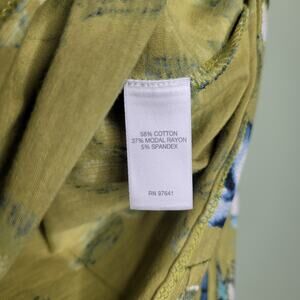 58% COTTON
37% MODAL RAYON
5% SPANDEX
RN 97641